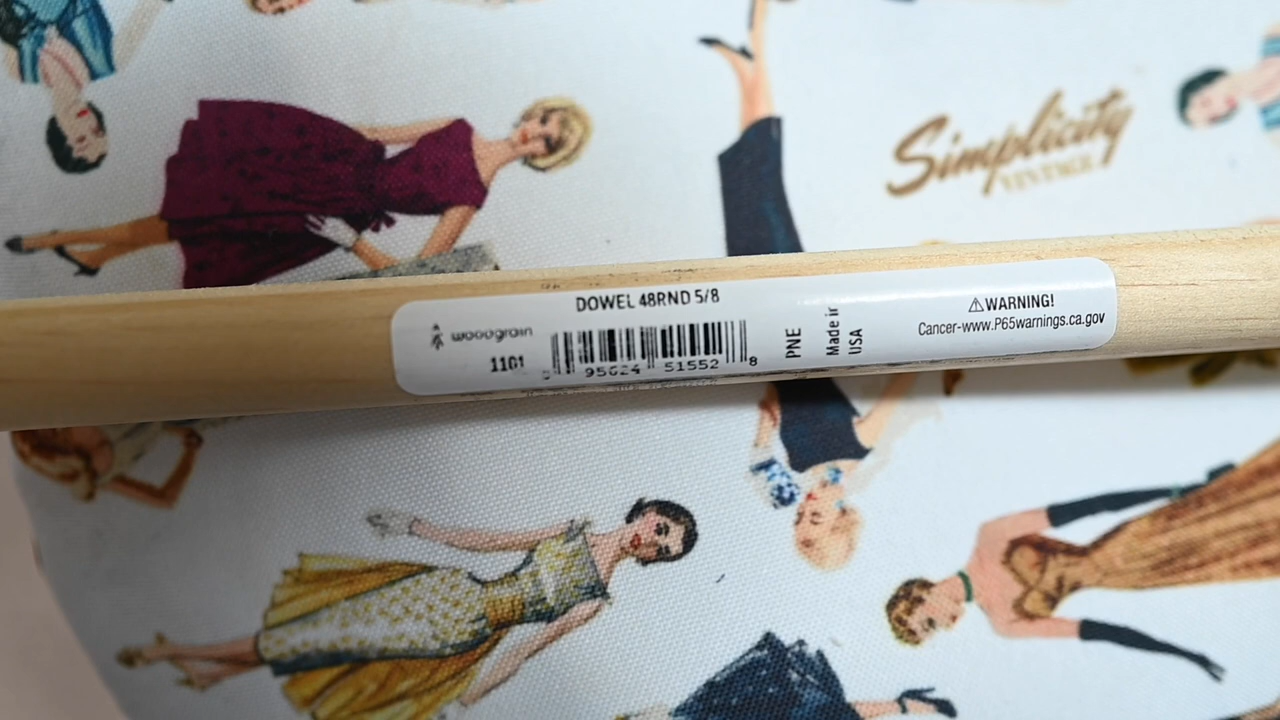 Simplicity
VINTAGE
DOWEL 48RND 5/8
woodgrain
1101
95624 51552 8
PNE
Made in
USA
⚠WARNING!
Cancer-www.P65warnings.ca.gov